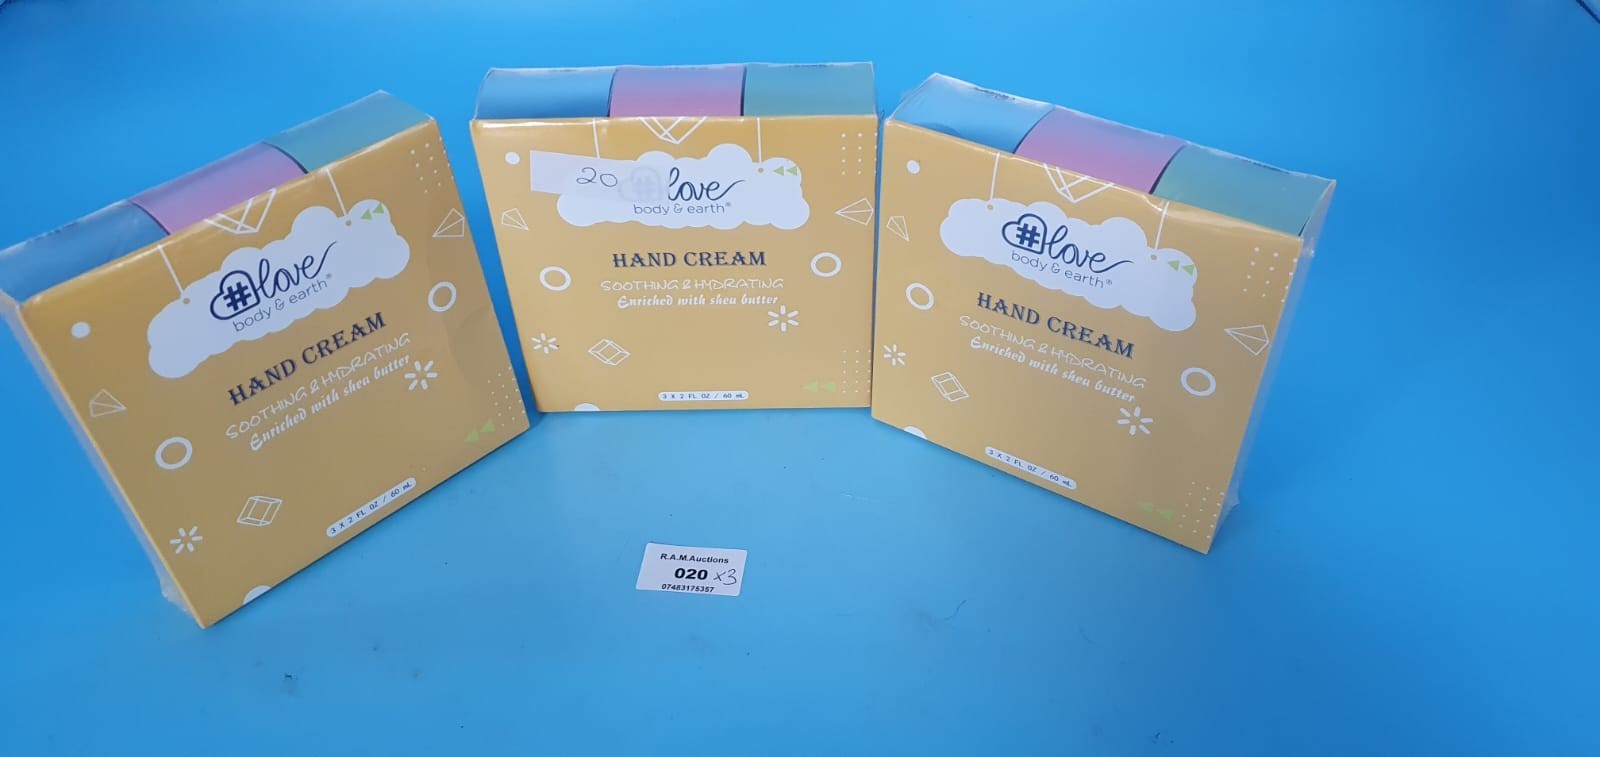 #love
body & earth®
HAND CREAM
SOOTHING & HYDRATING
Enriched with shea butter
3 X 2 FL OZ / 60 mL
20
#love
body & earth®
HAND CREAM
SOOTHING & HYDRATING
Enriched with shea butter
3 X 2 FL OZ / 60 mL
#love
body & earth®
HAND CREAM
SOOTHING & HYDRATING
Enriched with shea butter
3 X 2 FL OZ / 60 mL
R.A.M.Auctions
020 x3
07483175357